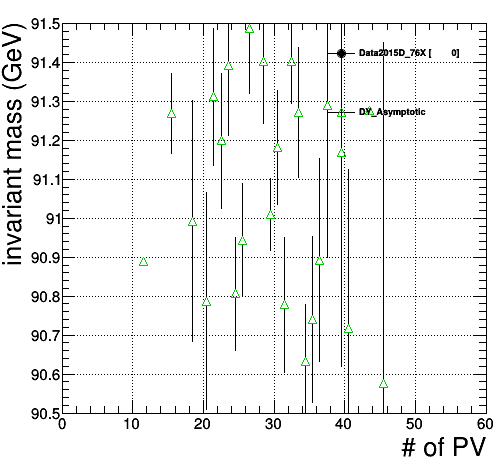 91.5
91.4
91.3
91.2
91.1
91
90.9
90.8
90.7
90.6
90.5
invariant mass (GeV)
Data2015D_76X [ 0]
DY_Asymptotic
0 10 20 30 40 50 60
# of PV